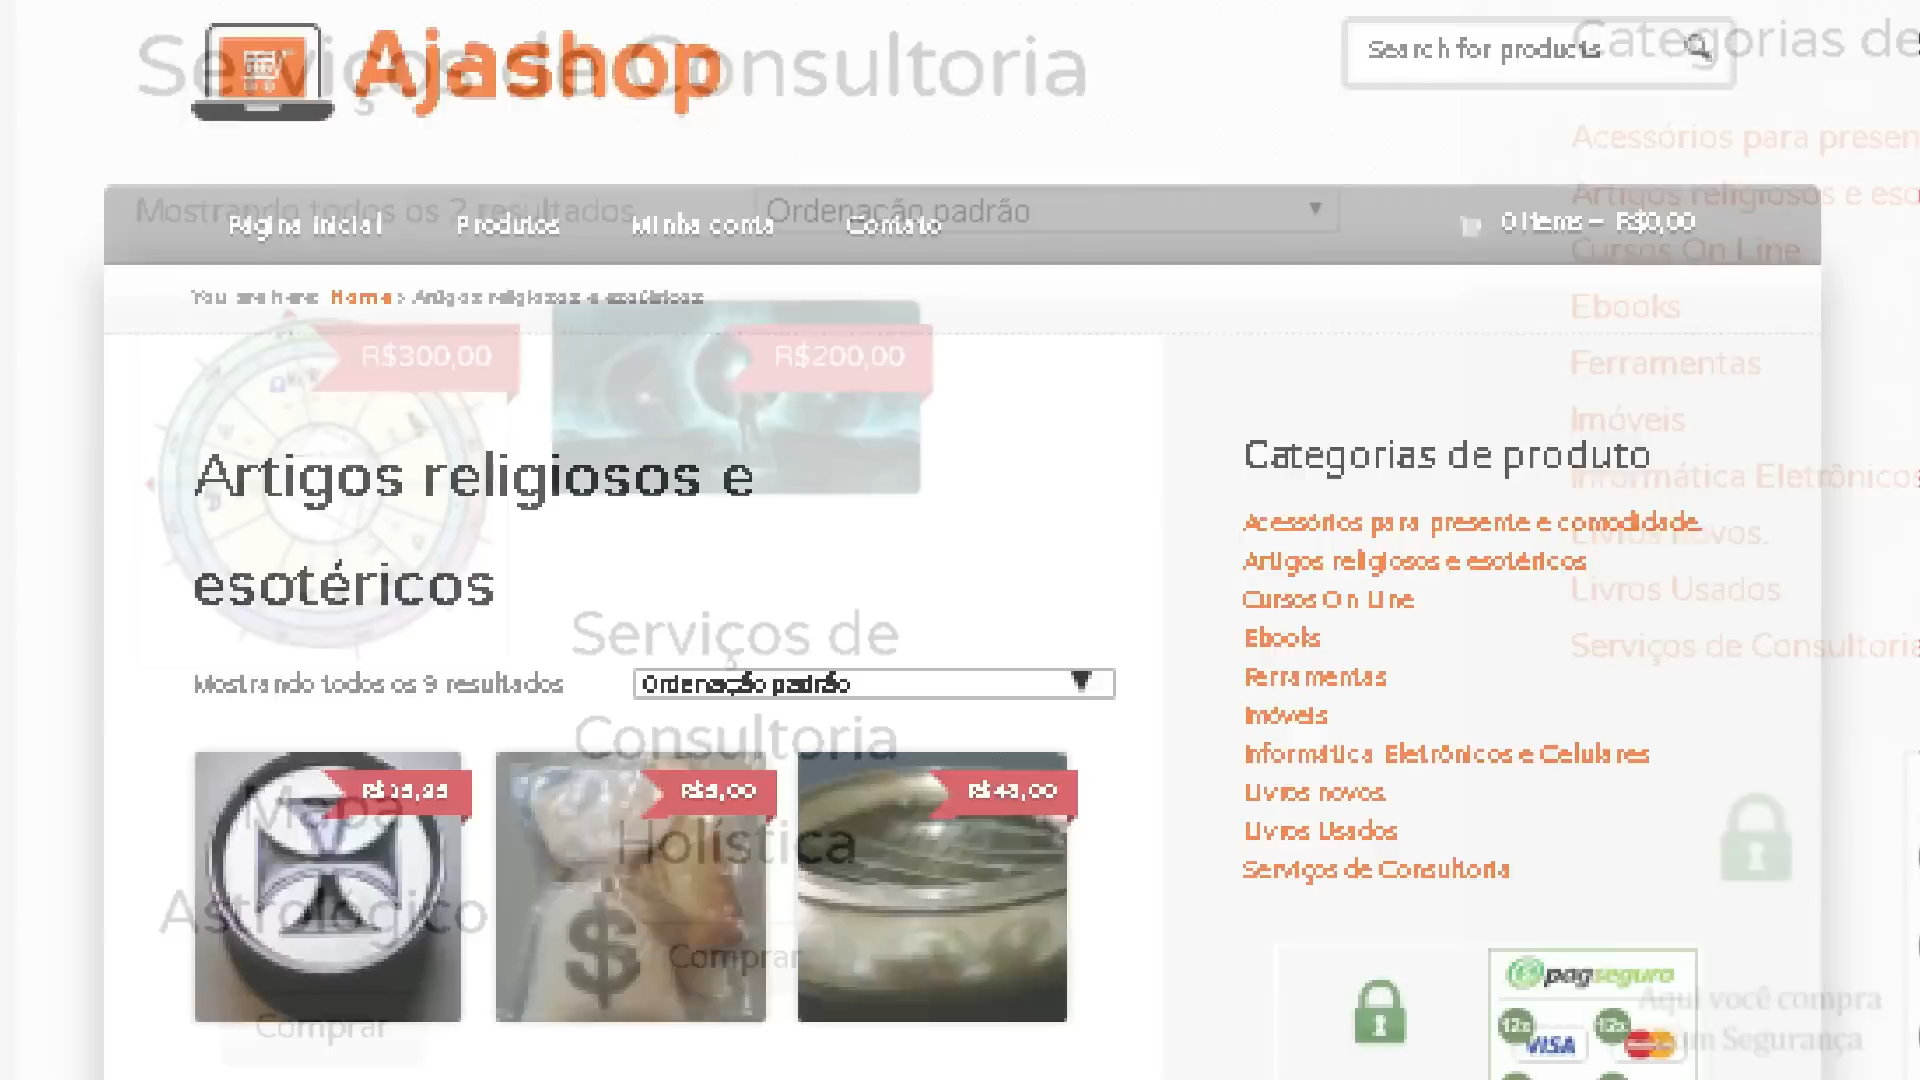 Ajashop
Serviços de Consultoria
Search for products
Categorias de
Acessórios para presen
Artigos religiosos e eso
Mostrando todos os 2 resultados
Ordenação padrão
Página inicial
Produtos
Minha conta
Contato
0 items – R$0,00
Cursos On Line
You are here: Home › Artigos religiosos e esotéricos
Ebooks
R$300,00
R$200,00
Ferramentas
Imóveis
Artigos religiosos e
esotéricos
Categorias de produto
Informática Eletrônicos
Acessórios para presente e comodidade
Livros novos.
Artigos religiosos e esotéricos
Livros Usados
Cursos On Line
Serviços de
Ebooks
Serviços de Consultoria
Mostrando todos os 9 resultados
Ordenação padrão
Ferramentas
Imóveis
Consultoria
Informática Eletrônicos e Celulares
R$5,00
Livros novos.
Mapa
Livros Usados
Holística
Serviços de Consultoria
Astrológico
Comprar
pagseguro
Aqui você compra
Comprar
12x
12x
VISA
MasterCard
Segurança